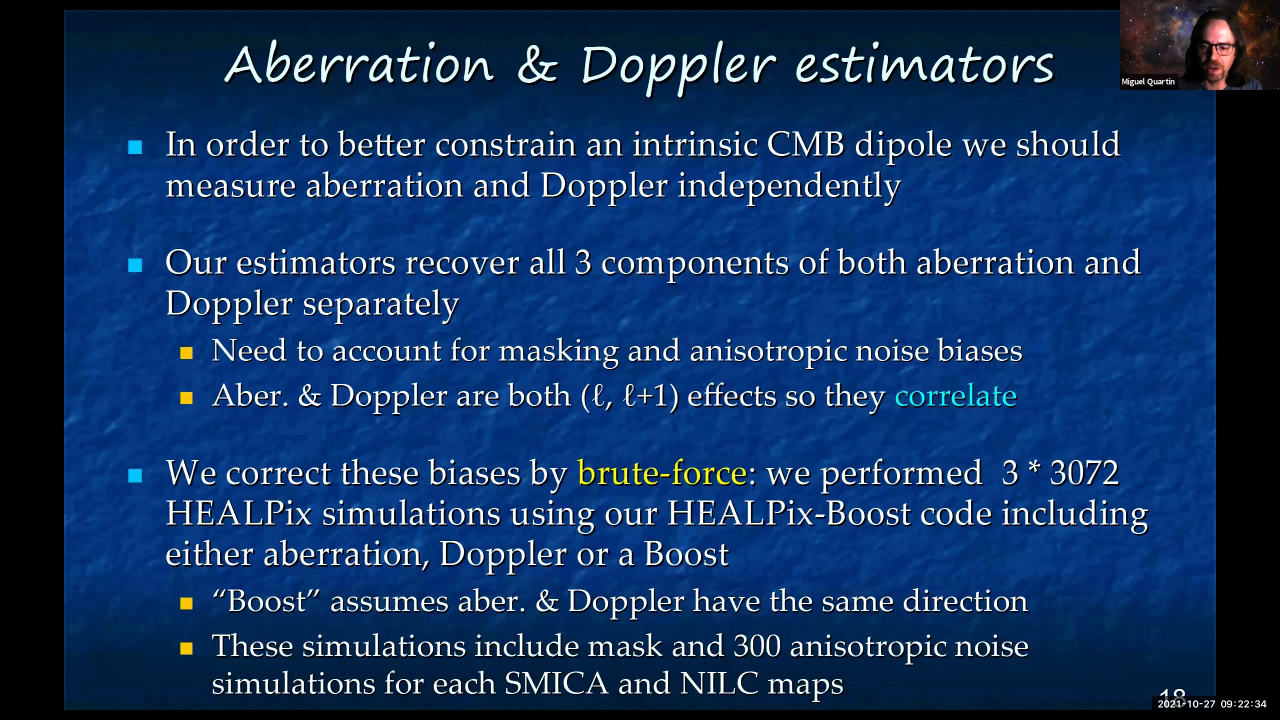 Aberration & Doppler estimators
Miguel Quartin
In order to better constrain an intrinsic CMB dipole we should
measure aberration and Doppler independently
Our estimators recover all 3 components of both aberration and
Doppler separately
Need to account for masking and anisotropic noise biases
Aber. & Doppler are both (ℓ, ℓ+1) effects so they correlate
We correct these biases by brute-force: we performed 3 * 3072
HEALPix simulations using our HEALPix-Boost code including
either aberration, Doppler or a Boost
“Boost” assumes aber. & Doppler have the same direction
These simulations include mask and 300 anisotropic noise
simulations for each SMICA and NILC maps
18
2021-10-27 09:22:34